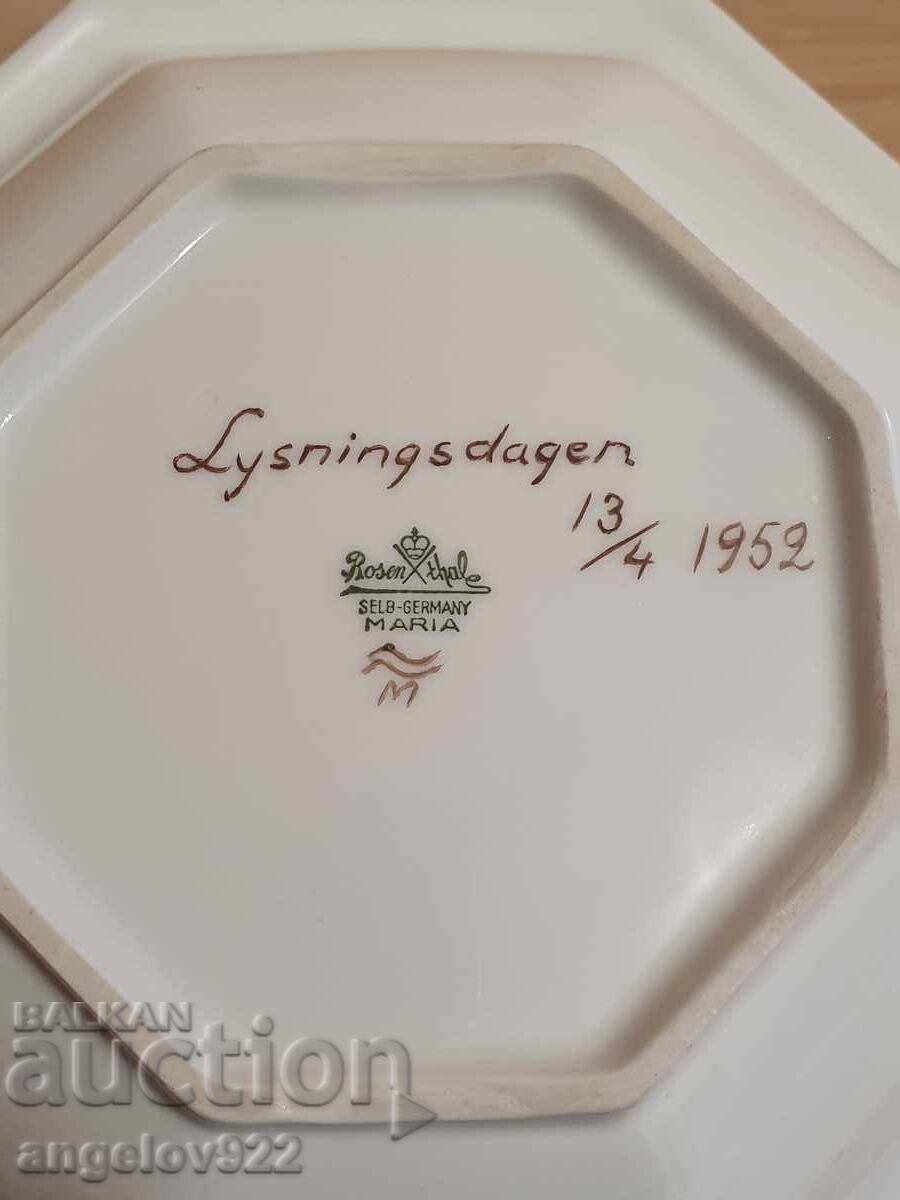 Lysningsdagen
13/4 1952
Rosenthal
SELB-GERMANY
MARIA
M
BALKAN
auction
angelov922